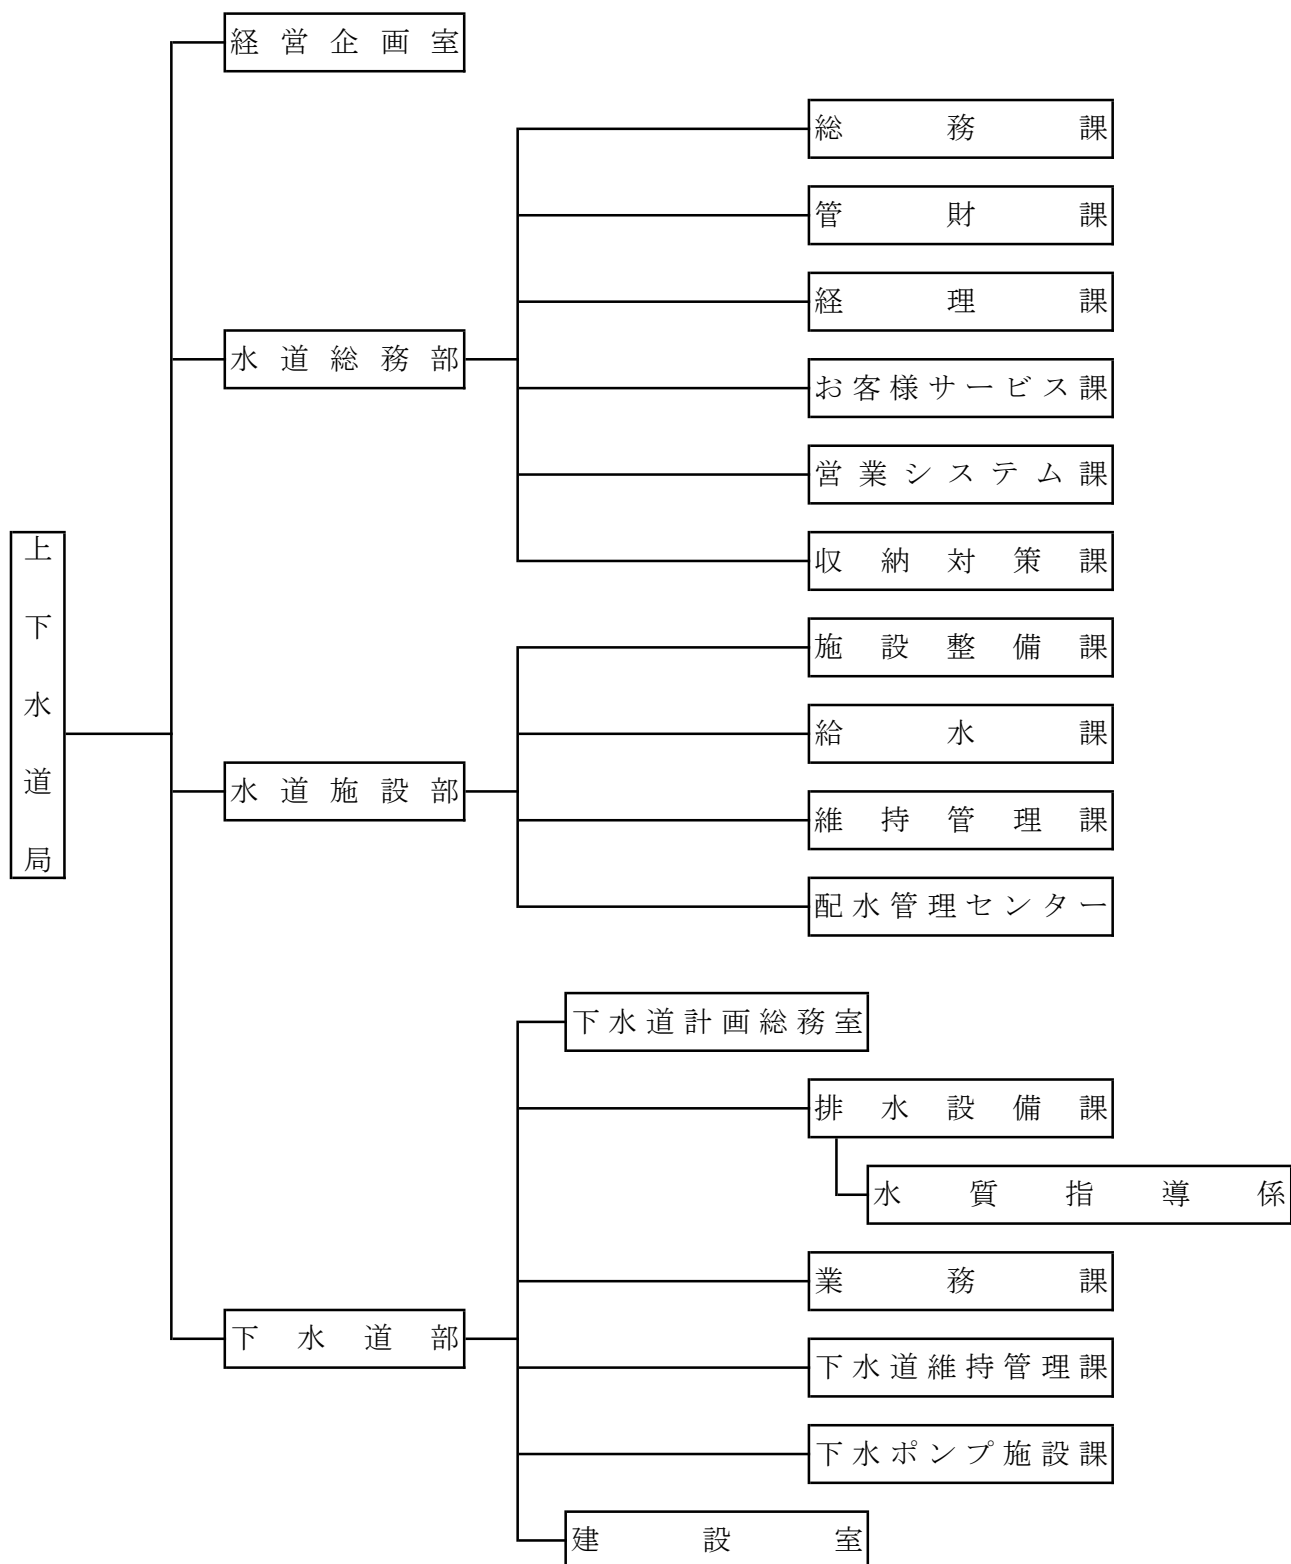 経営企画室
総務課
管財課
経理課
水道総務部
お客様サービス課
営業システム課
収納対策課
上下水道局
施設整備課
給水課
水道施設部
維持管理課
配水管理センター
下水道計画総務室
排水設備課
水質指導係
業務課
下水道部
下水道維持管理課
下水ポンプ施設課
建設室